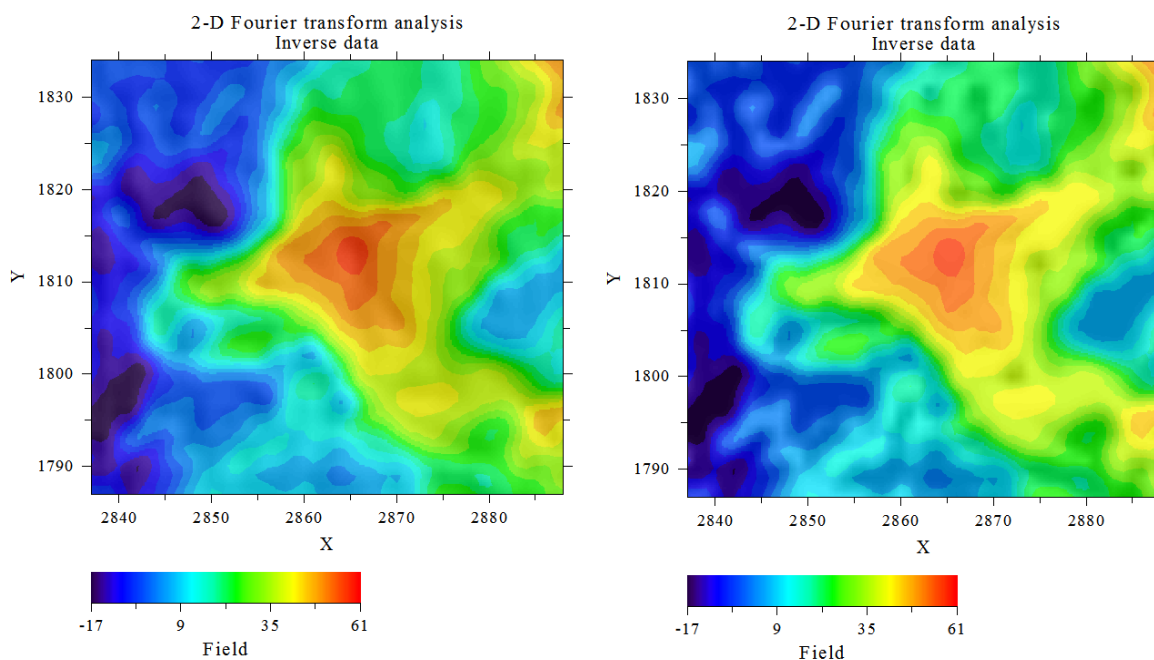 2-D Fourier transform analysis
Inverse data
1830
1820
1810
1800
1790
Y
2840 2850 2860 2870 2880
X
-17 9 35 61
Field
2-D Fourier transform analysis
Inverse data
1830
1820
1810
1800
1790
Y
2840 2850 2860 2870 2880
X
-17 9 35 61
Field